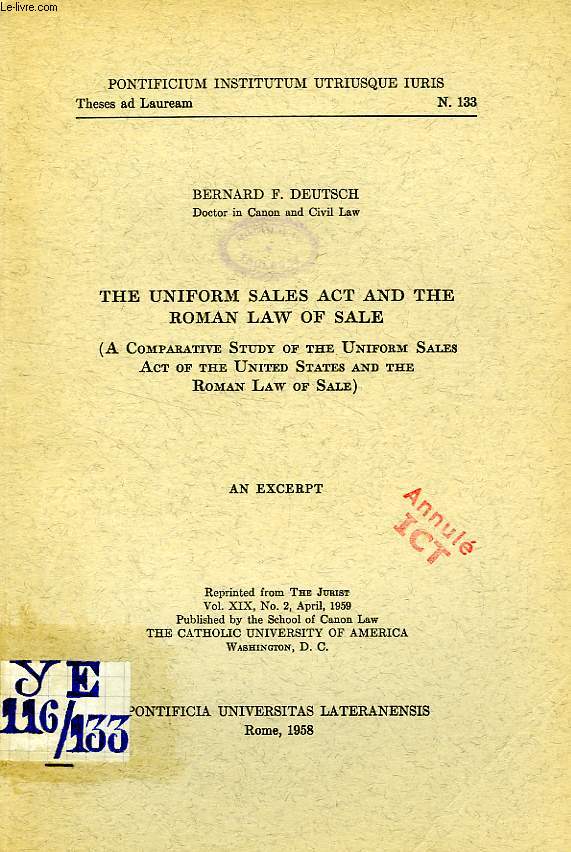 Le-livre.com
PONTIFICIUM INSTITUTUM UTRIUSQUE IURIS
Theses ad Lauream N. 133
BERNARD F. DEUTSCH
Doctor in Canon and Civil Law
THE UNIFORM SALES ACT AND THE
ROMAN LAW OF SALE
(A COMPARATIVE STUDY OF THE UNIFORM SALES
ACT OF THE UNITED STATES AND THE
ROMAN LAW OF SALE)
AN EXCERPT
Annulé
ICT
Reprinted from THE JURIST
Vol. XIX, No. 2, April, 1959
Published by the School of Canon Law
THE CATHOLIC UNIVERSITY OF AMERICA
WASHINGTON, D. C.
Y E
116/133
PONTIFICIA UNIVERSITAS LATERANENSIS
Rome, 1958